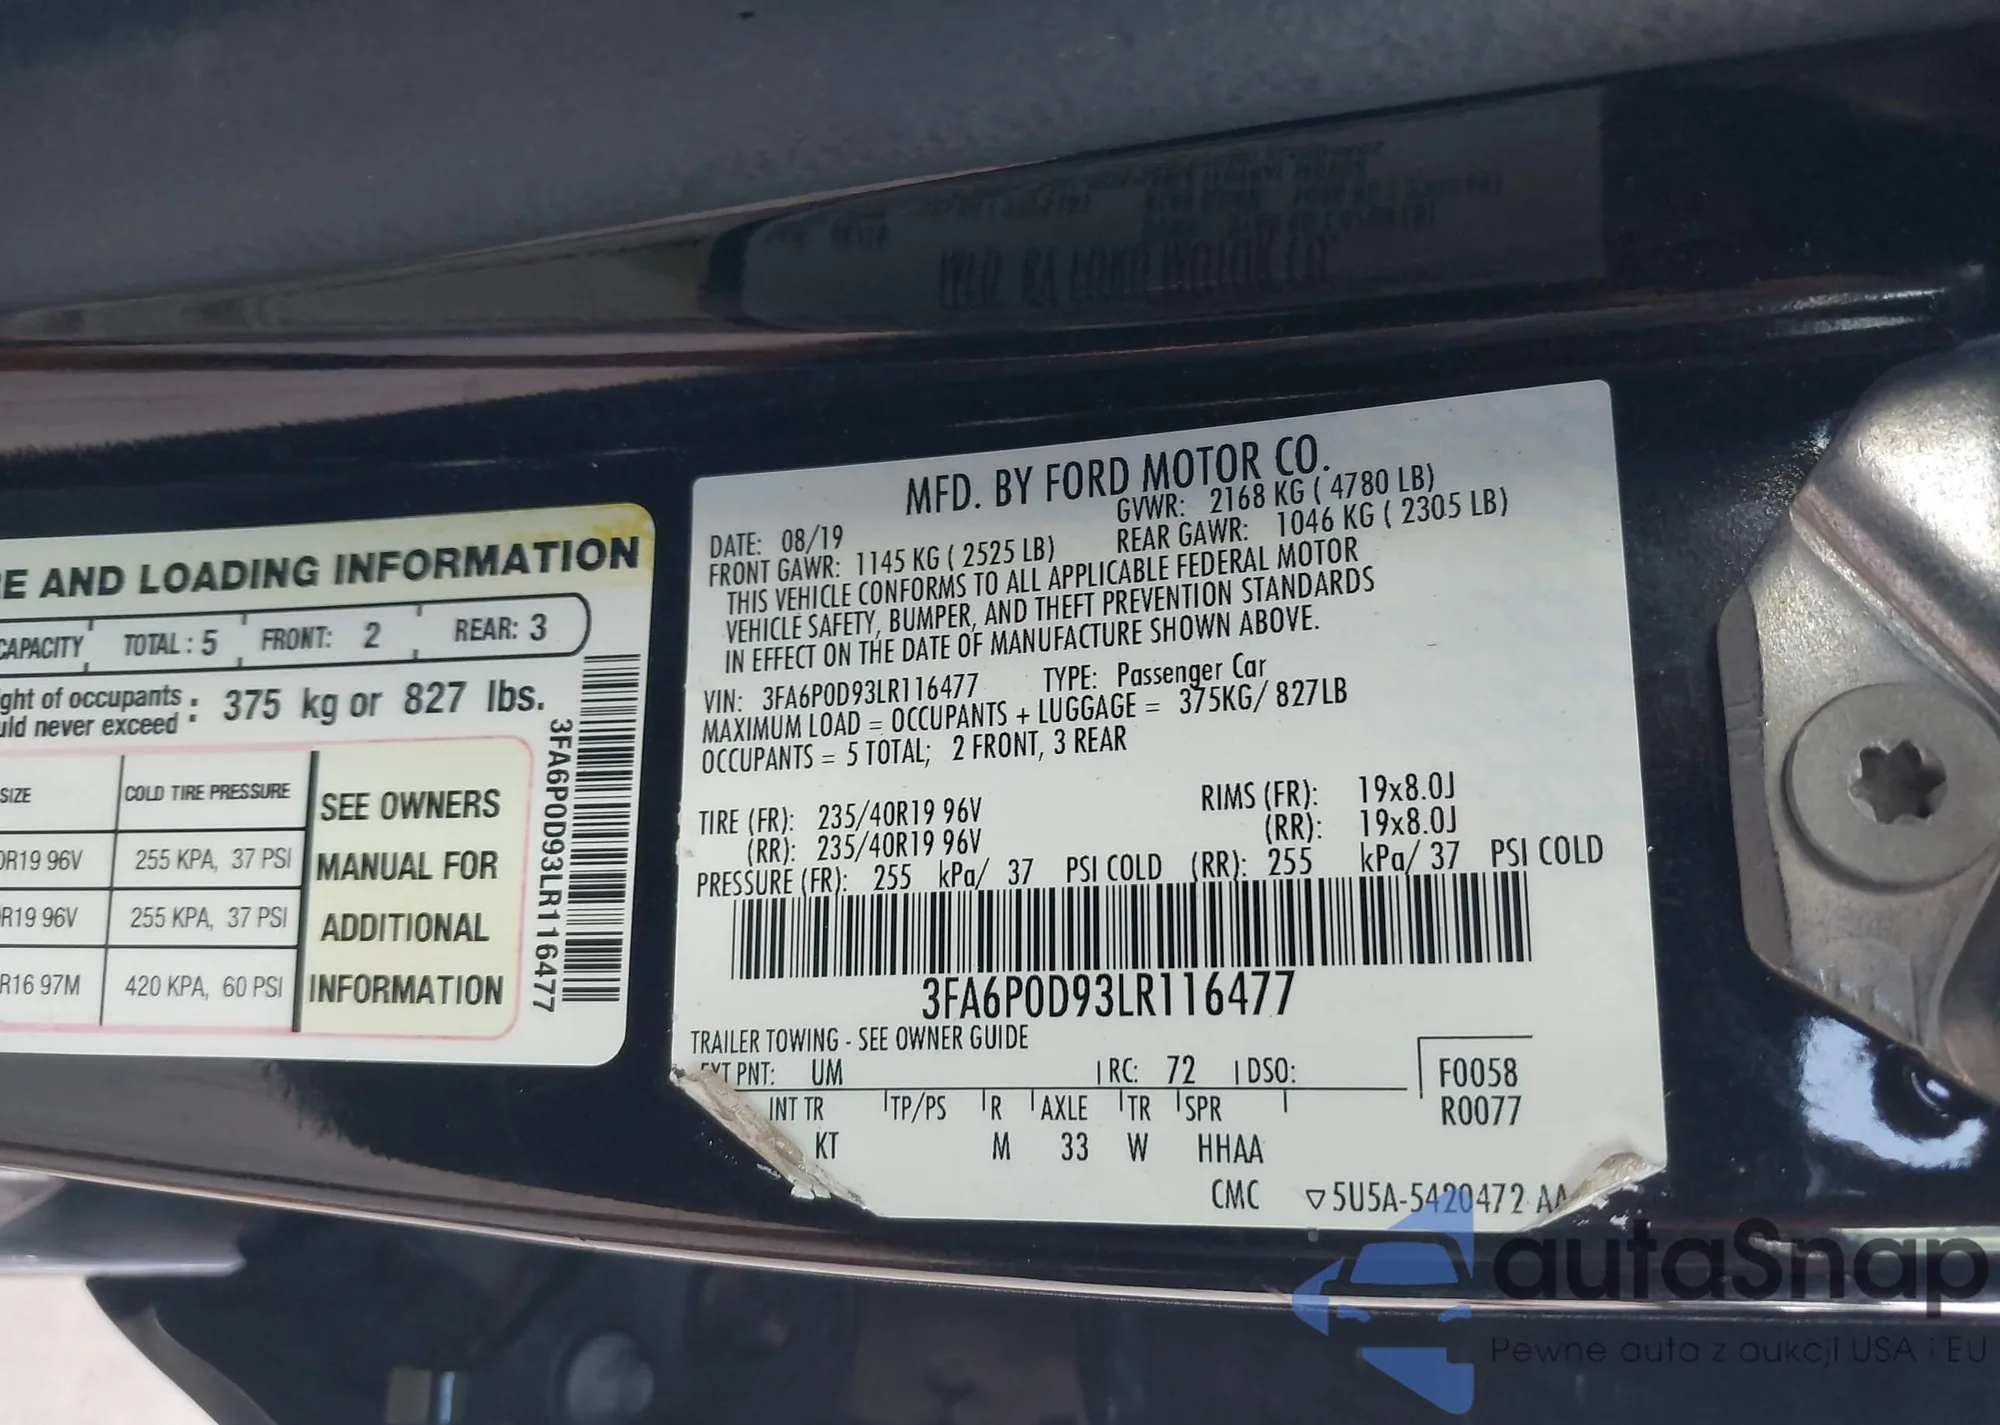 E AND LOADING INFORMATION
CAPACITY TOTAL : 5 FRONT: 2 REAR: 3
ght of occupants
uld never exceed : 375 kg or 827 lbs.
SIZE COLD TIRE PRESSURE
0R19 96V 255 KPA, 37 PSI
R19 96V 255 KPA, 37 PSI
R16 97M 420 KPA, 60 PSI
SEE OWNERS
MANUAL FOR
ADDITIONAL
INFORMATION
3FA6P0D93LR116477
MFD. BY FORD MOTOR CO.
DATE: 08/19 GVWR: 2168 KG ( 4780 LB)
FRONT GAWR: 1145 KG ( 2525 LB) REAR GAWR: 1046 KG ( 2305 LB)
THIS VEHICLE CONFORMS TO ALL APPLICABLE FEDERAL MOTOR
VEHICLE SAFETY, BUMPER, AND THEFT PREVENTION STANDARDS
IN EFFECT ON THE DATE OF MANUFACTURE SHOWN ABOVE.
VIN: 3FA6P0D93LR116477 TYPE: Passenger Car
MAXIMUM LOAD = OCCUPANTS + LUGGAGE = 375KG/ 827LB
OCCUPANTS = 5 TOTAL; 2 FRONT, 3 REAR
TIRE (FR): 235/40R19 96V RIMS (FR): 19x8.0J
(RR): 235/40R19 96V (RR): 19x8.0J
PRESSURE (FR): 255 kPa/ 37 PSI COLD (RR): 255 kPa/ 37 PSI COLD
3FA6P0D93LR116477
TRAILER TOWING - SEE OWNER GUIDE
EXT PNT: UM RC: 72 DSO: F0058
INT TR TP/PS R AXLE TR SPR R0077
KT M 33 W HHAA
CMC ▽5U5A-5420472 AA
autaSnap
Pewne auta z aukcji USA i EU